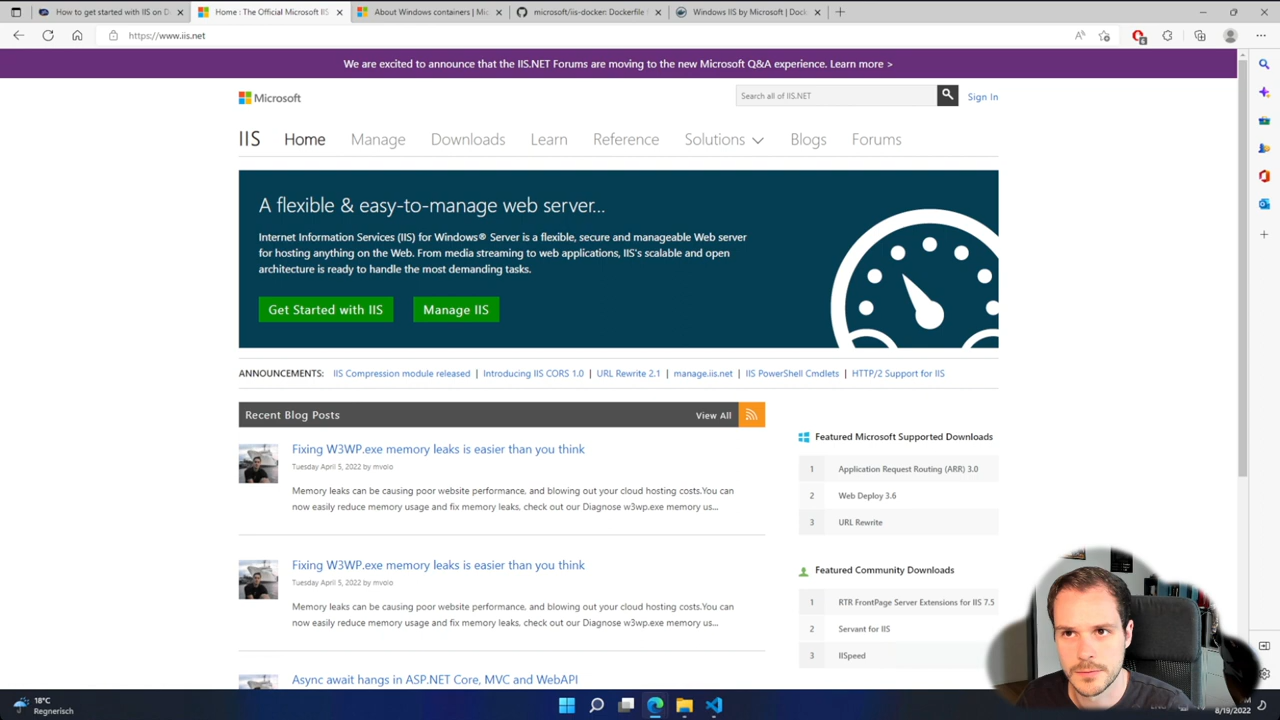 How to get started with IIS on D
Home : The Official Microsoft IIS
About Windows containers | Mic
microsoft/iis-docker: Dockerfile f
Windows IIS by Microsoft | Dock
https://www.iis.net
We are excited to announce that the IIS.NET Forums are moving to the new Microsoft Q&A experience. Learn more >
Microsoft
Search all of IIS.NET
Sign In
IIS Home Manage Downloads Learn Reference Solutions Blogs Forums
A flexible & easy-to-manage web server...
Internet Information Services (IIS) for Windows® Server is a flexible, secure and manageable Web server
for hosting anything on the Web. From media streaming to web applications, IIS's scalable and open
architecture is ready to handle the most demanding tasks.
Get Started with IIS
Manage IIS
ANNOUNCEMENTS: IIS Compression module released | Introducing IIS CORS 1.0 | URL Rewrite 2.1 | manage.iis.net | IIS PowerShell Cmdlets | HTTP/2 Support for IIS
Recent Blog Posts
View All
Fixing W3WP.exe memory leaks is easier than you think
Tuesday April 5, 2022 by mvolo
Memory leaks can be causing poor website performance, and blowing out your cloud hosting costs.You can
now easily reduce memory usage and fix memory leaks, check out our Diagnose w3wp.exe memory us...
Fixing W3WP.exe memory leaks is easier than you think
Tuesday April 5, 2022 by mvolo
Memory leaks can be causing poor website performance, and blowing out your cloud hosting costs.You can
now easily reduce memory usage and fix memory leaks, check out our Diagnose w3wp.exe memory us...
Async await hangs in ASP.NET Core, MVC and WebAPI
Featured Microsoft Supported Downloads
1 Application Request Routing (ARR) 3.0
2 Web Deploy 3.6
3 URL Rewrite
Featured Community Downloads
1 RTR FrontPage Server Extensions for IIS 7.5
2 Servant for IIS
3 IISpeed
18°C
Regnerisch
8/19/2022